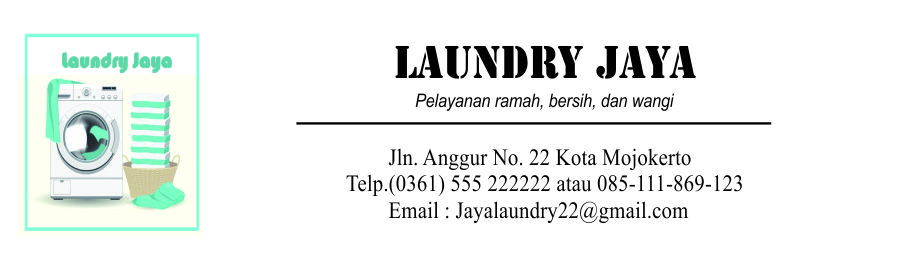 Laundry Jaya
LAUNDRY JAYA
Pelayanan ramah, bersih, dan wangi
Jln. Anggur No. 22 Kota Mojokerto
Telp.(0361) 555 222222 atau 085-111-869-123
Email : Jayalaundry22@gmail.com